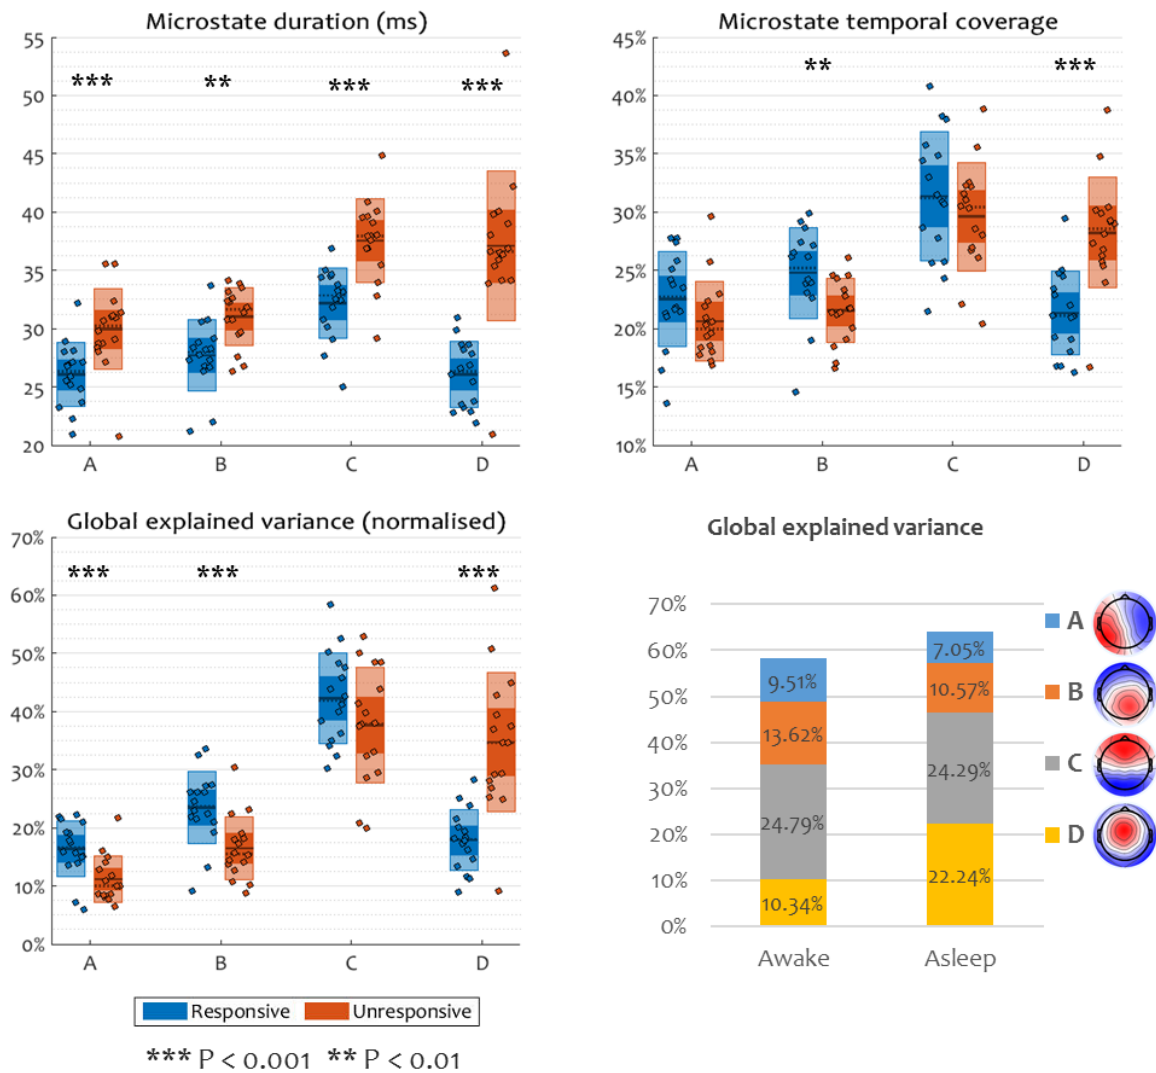 Microstate duration (ms)
55
50
45
40
35
30
25
20
***
**
***
***
A
B
C
D
Microstate temporal coverage
45%
40%
35%
30%
25%
20%
15%
10%
**
***
A
B
C
D
Global explained variance (normalised)
70%
60%
50%
40%
30%
20%
10%
0%
***
***
***
A
B
C
D
Responsive
Unresponsive
*** P < 0.001 ** P < 0.01
Global explained variance
70%
60%
50%
40%
30%
20%
10%
0%
9.51%
13.62%
24.79%
10.34%
7.05%
10.57%
24.29%
22.24%
Awake
Asleep
A
B
C
D